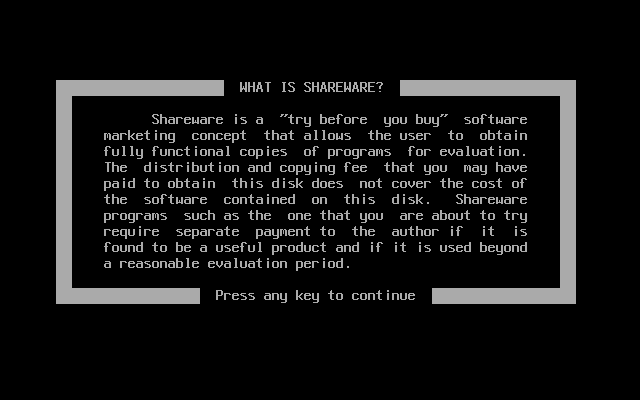 WHAT IS SHAREWARE?
Shareware is a "try before you buy" software
marketing concept that allows the user to obtain
fully functional copies of programs for evaluation.
The distribution and copying fee that you may have
paid to obtain this disk does not cover the cost of
the software contained on this disk. Shareware
programs such as the one that you are about to try
require separate payment to the author if it is
found to be a useful product and if it is used beyond
a reasonable evaluation period.
Press any key to continue